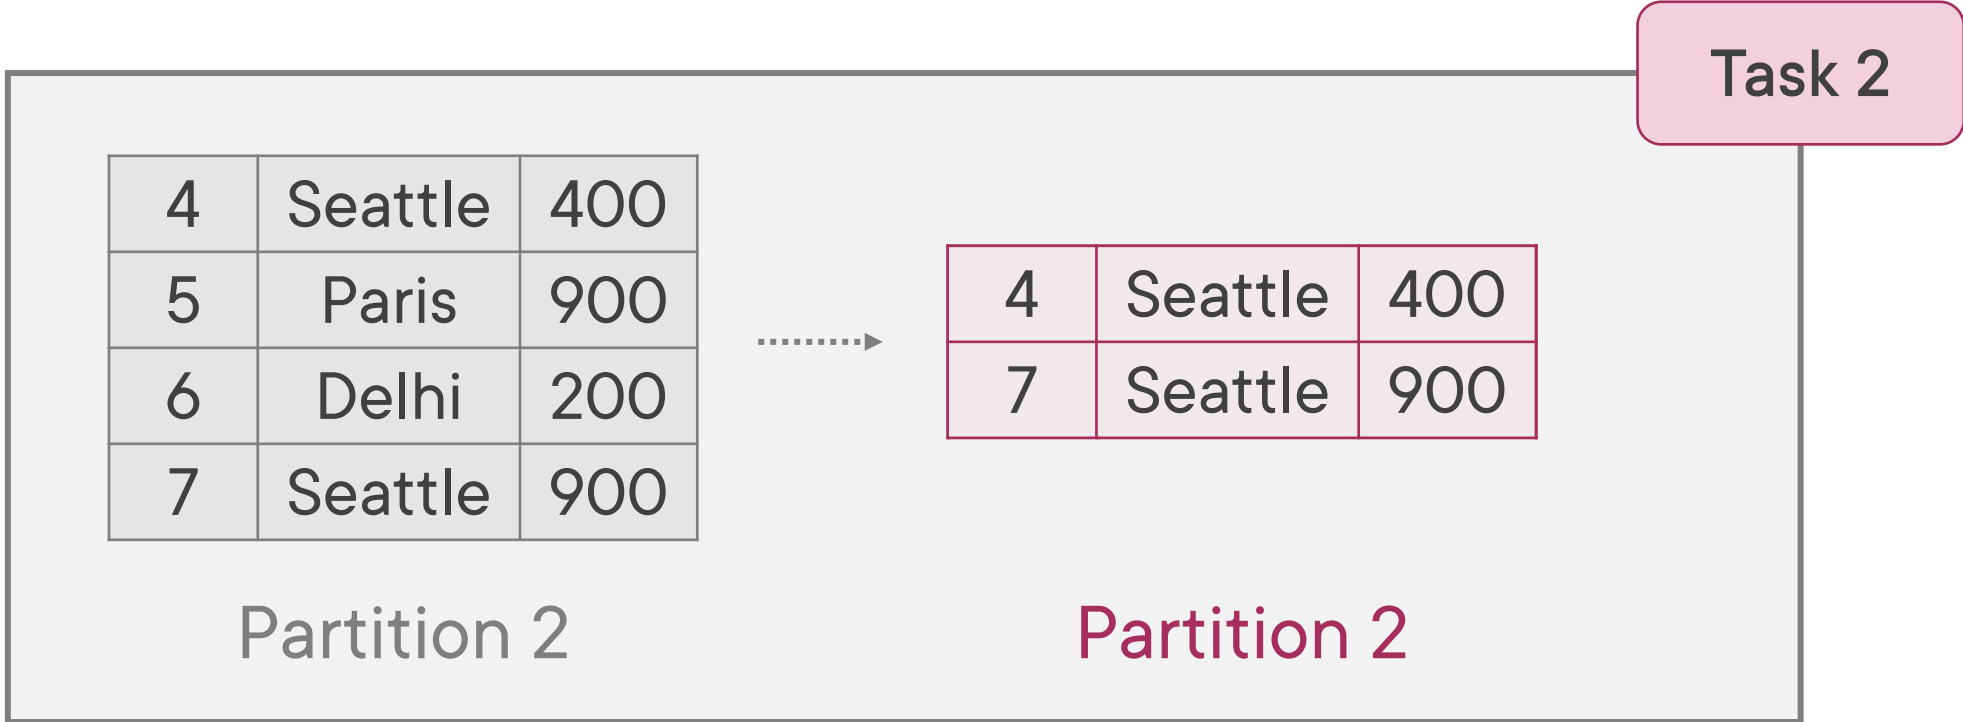 Task 2
4 Seattle 400
5 Paris 900
6 Delhi 200
7 Seattle 900
Partition 2
4 Seattle 400
7 Seattle 900
Partition 2